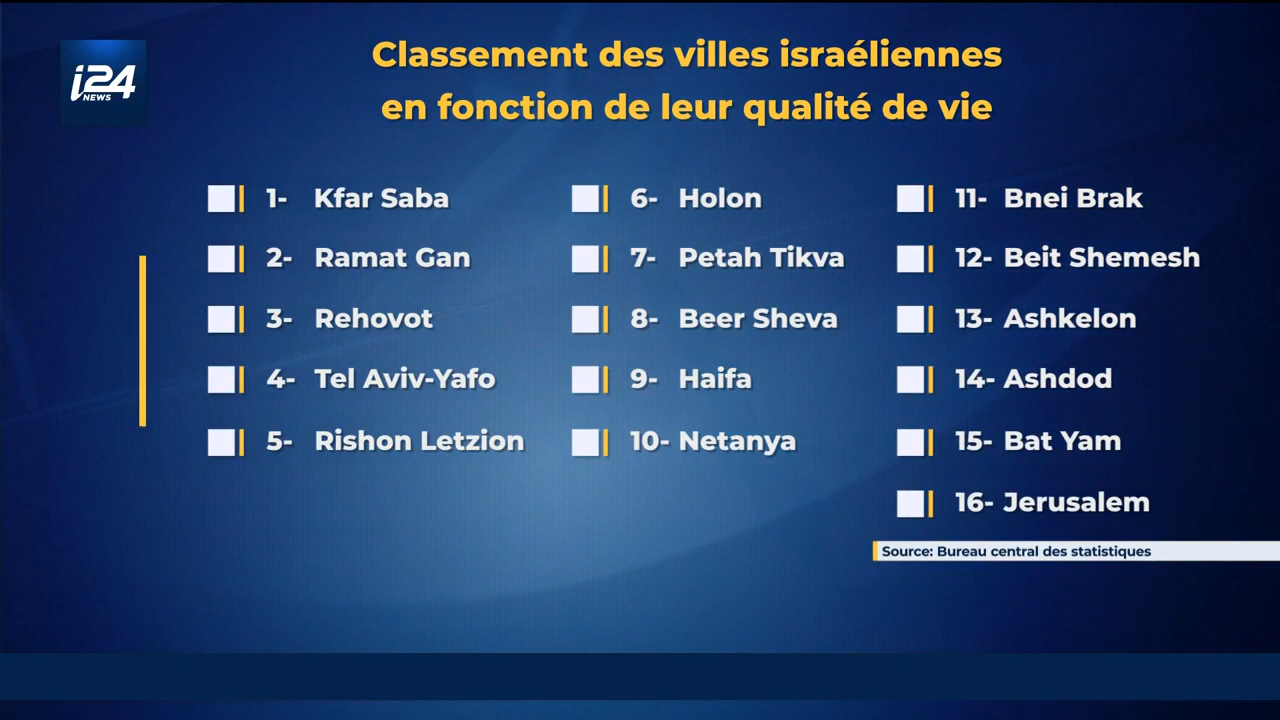 i24
NEWS
Classement des villes israéliennes
en fonction de leur qualité de vie
1- Kfar Saba
2- Ramat Gan
3- Rehovot
4- Tel Aviv-Yafo
5- Rishon Letzion
6- Holon
7- Petah Tikva
8- Beer Sheva
9- Haifa
10- Netanya
11- Bnei Brak
12- Beit Shemesh
13- Ashkelon
14- Ashdod
15- Bat Yam
16- Jerusalem
Source: Bureau central des statistiques